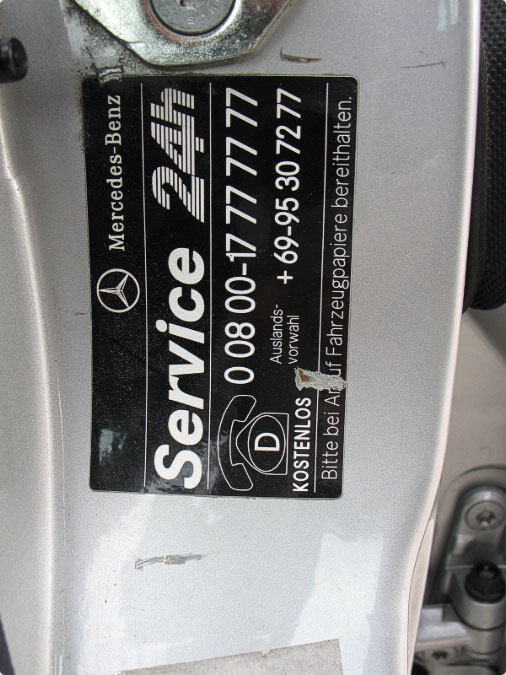 Mercedes-Benz
Service 24h
0 08 00-17 77 77 77
D
Auslands-
vorwahl
+ 69-95 30 72 77
KOSTENLOS
Bitte bei Anruf Fahrzeugpapiere bereithalten.